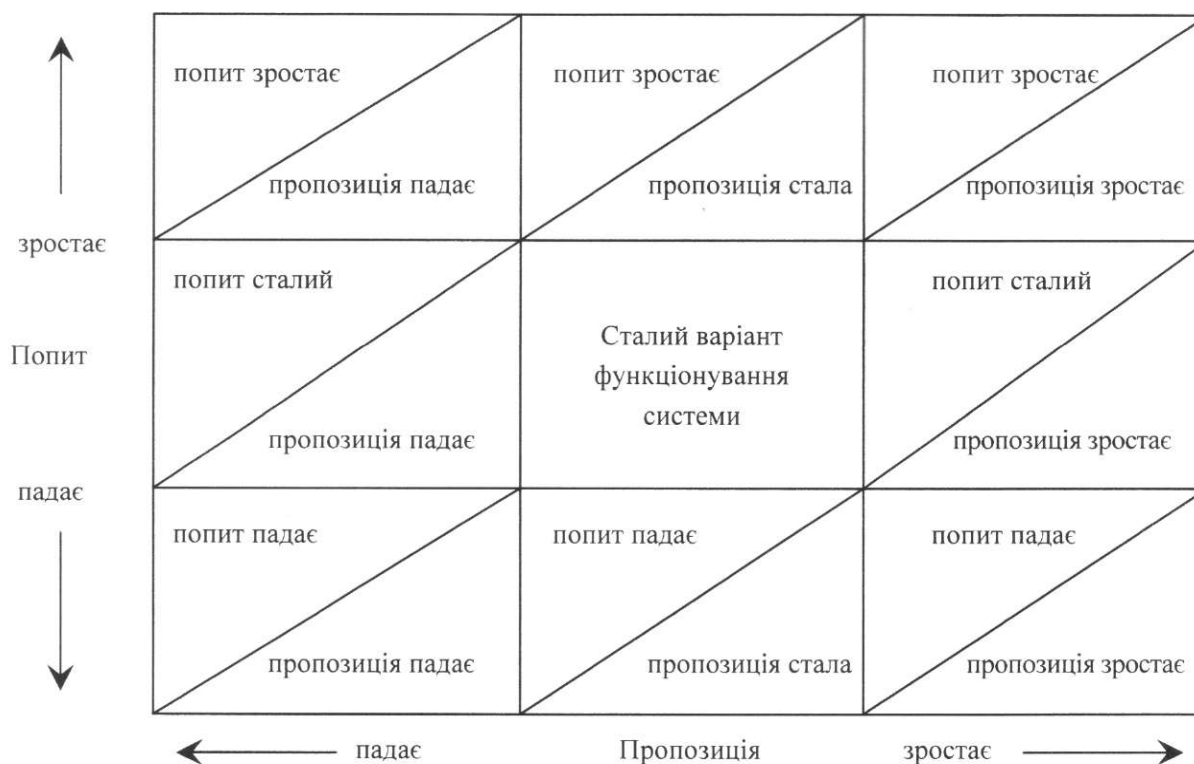 попит зростає
попит зростає
попит зростає
пропозиція падає
пропозиція стала
пропозиція зростає
зростає
попит сталий
попит сталий
Сталий варіант
функціонування
системи
Попит
пропозиція падає
пропозиція зростає
падає
попит падає
попит падає
попит падає
пропозиція падає
пропозиція стала
пропозиція зростає
падає
Пропозиція
зростає